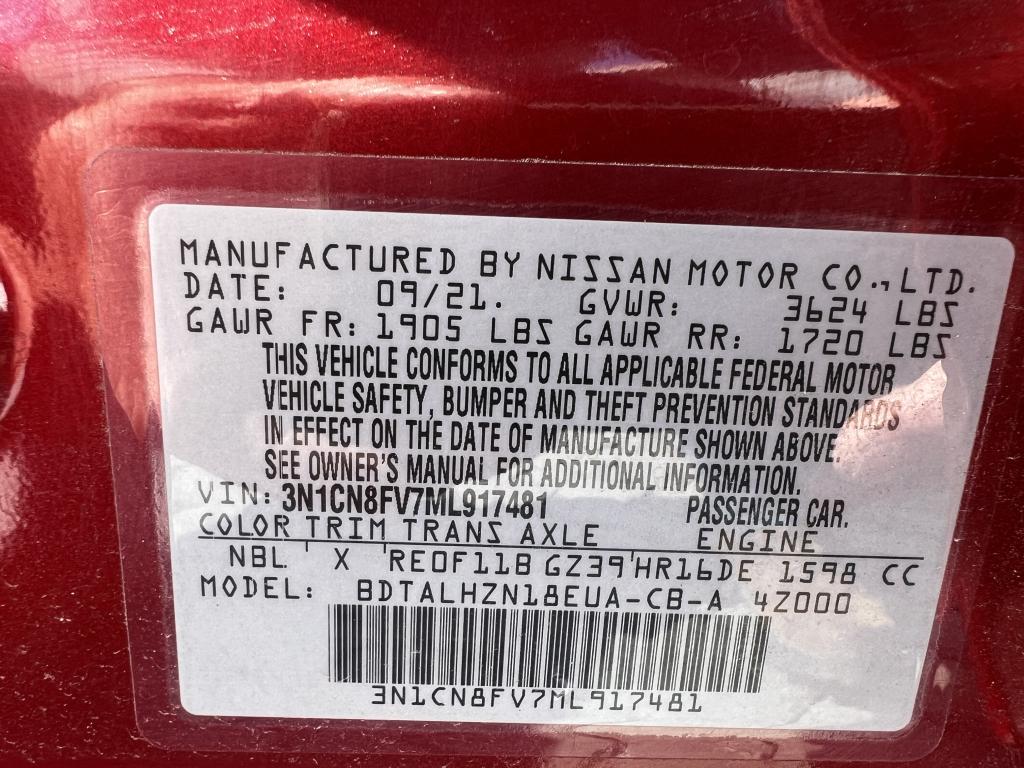 MANUFACTURED BY NISSAN MOTOR CO., LTD.
DATE: 09/21. GVWR: 3624 LBS
GAWR FR: 1905 LBS GAWR RR: 1720 LBS
THIS VEHICLE CONFORMS TO ALL APPLICABLE FEDERAL MOTOR
VEHICLE SAFETY, BUMPER AND THEFT PREVENTION STANDARDS
IN EFFECT ON THE DATE OF MANUFACTURE SHOWN ABOVE.
SEE OWNER'S MANUAL FOR ADDITIONAL INFORMATION.
VIN: 3N1CN8FV7ML917481 PASSENGER CAR.
COLOR TRIM TRANS AXLE ENGINE
NBL ' X ' RE0F11B GZ39 ' HR16DE 1598 CC
MODEL: BDTALHZN18EUA-CB-A 4Z000
3N1CN8FV7ML917481